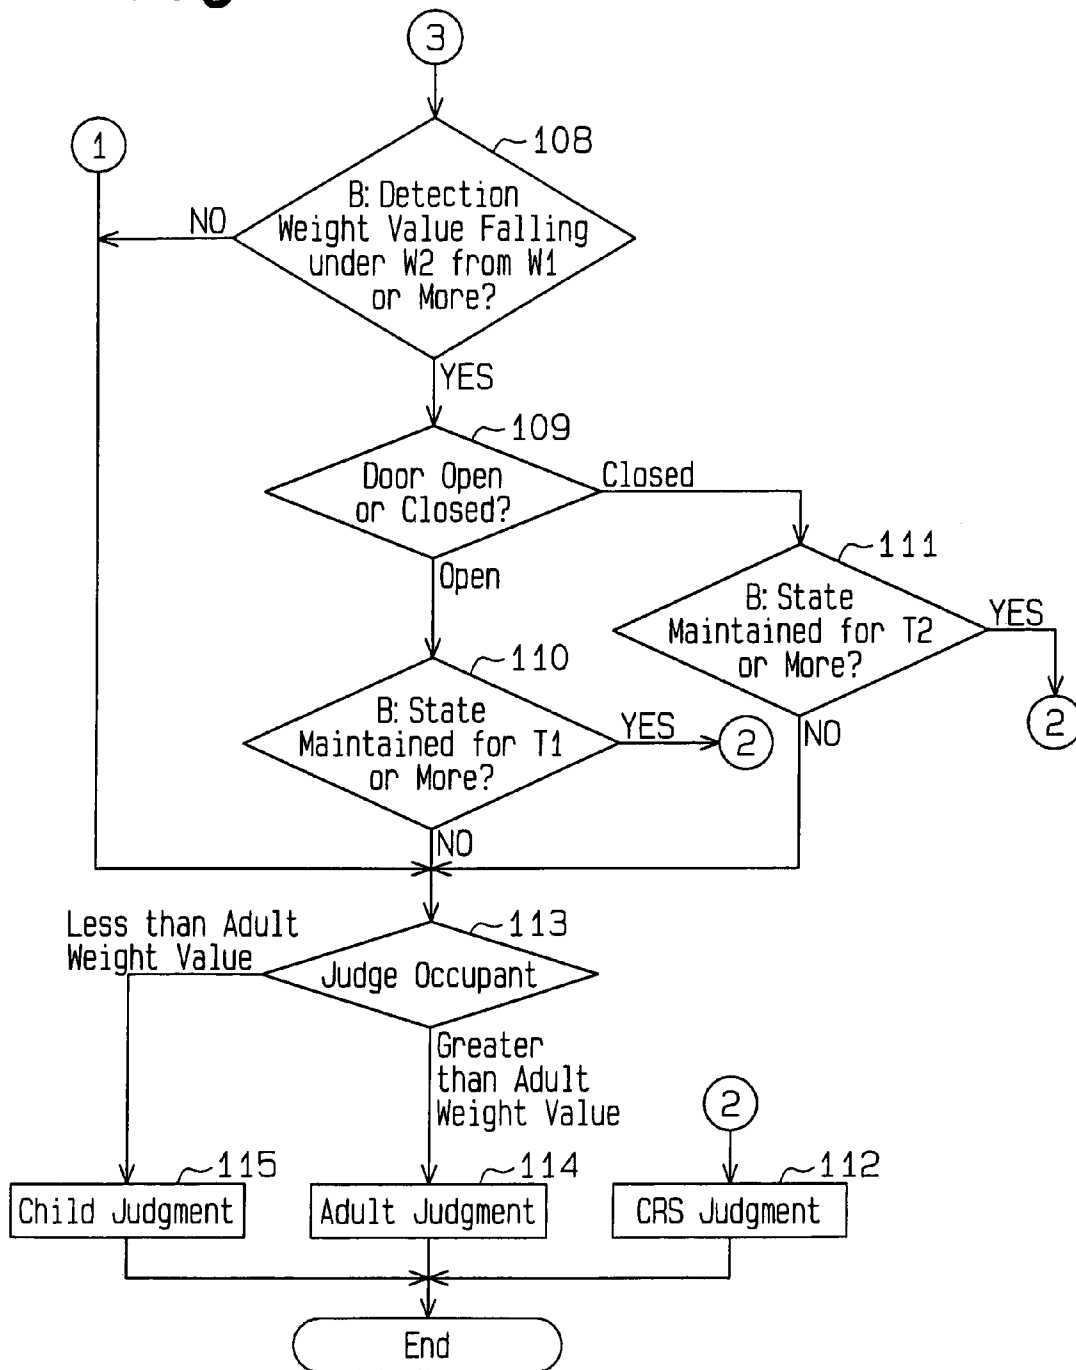 3
1
108
B: Detection
Weight Value Falling
under W2 from W1
or More?
NO
YES
109
Door Open
or Closed?
Closed
Open
111
B: State
Maintained for T2
or More?
YES
2
NO
110
B: State
Maintained for T1
or More?
YES
2
NO
113
Judge Occupant
Less than Adult
Weight Value
Greater
than Adult
Weight Value
2
115
Child Judgment
114
Adult Judgment
112
CRS Judgment
End